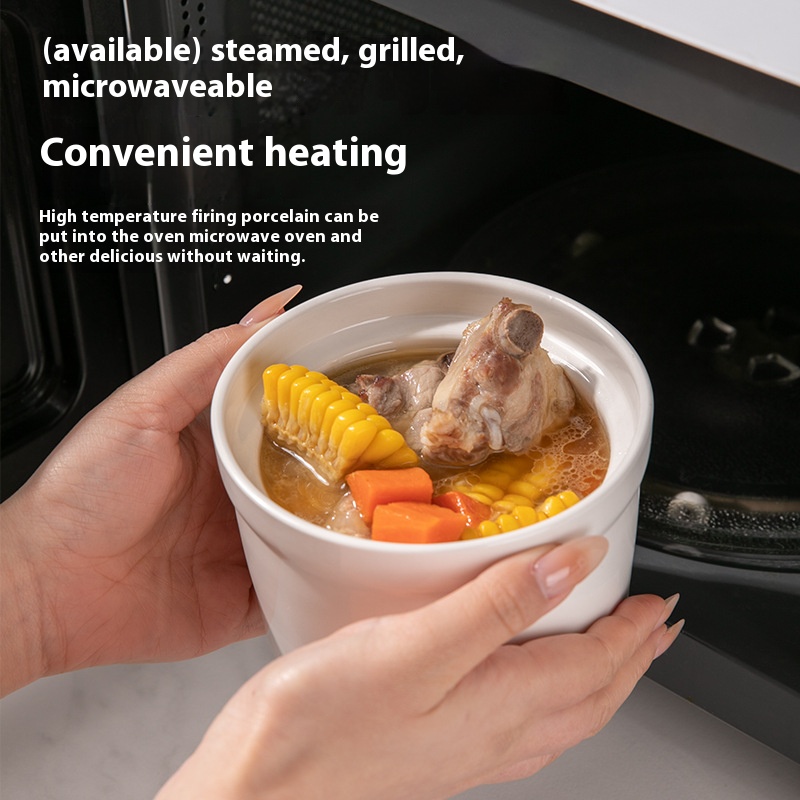 (available) steamed, grilled,
microwaveable
Convenient heating
High temperature firing porcelain can be
put into the oven microwave oven and
other delicious without waiting.